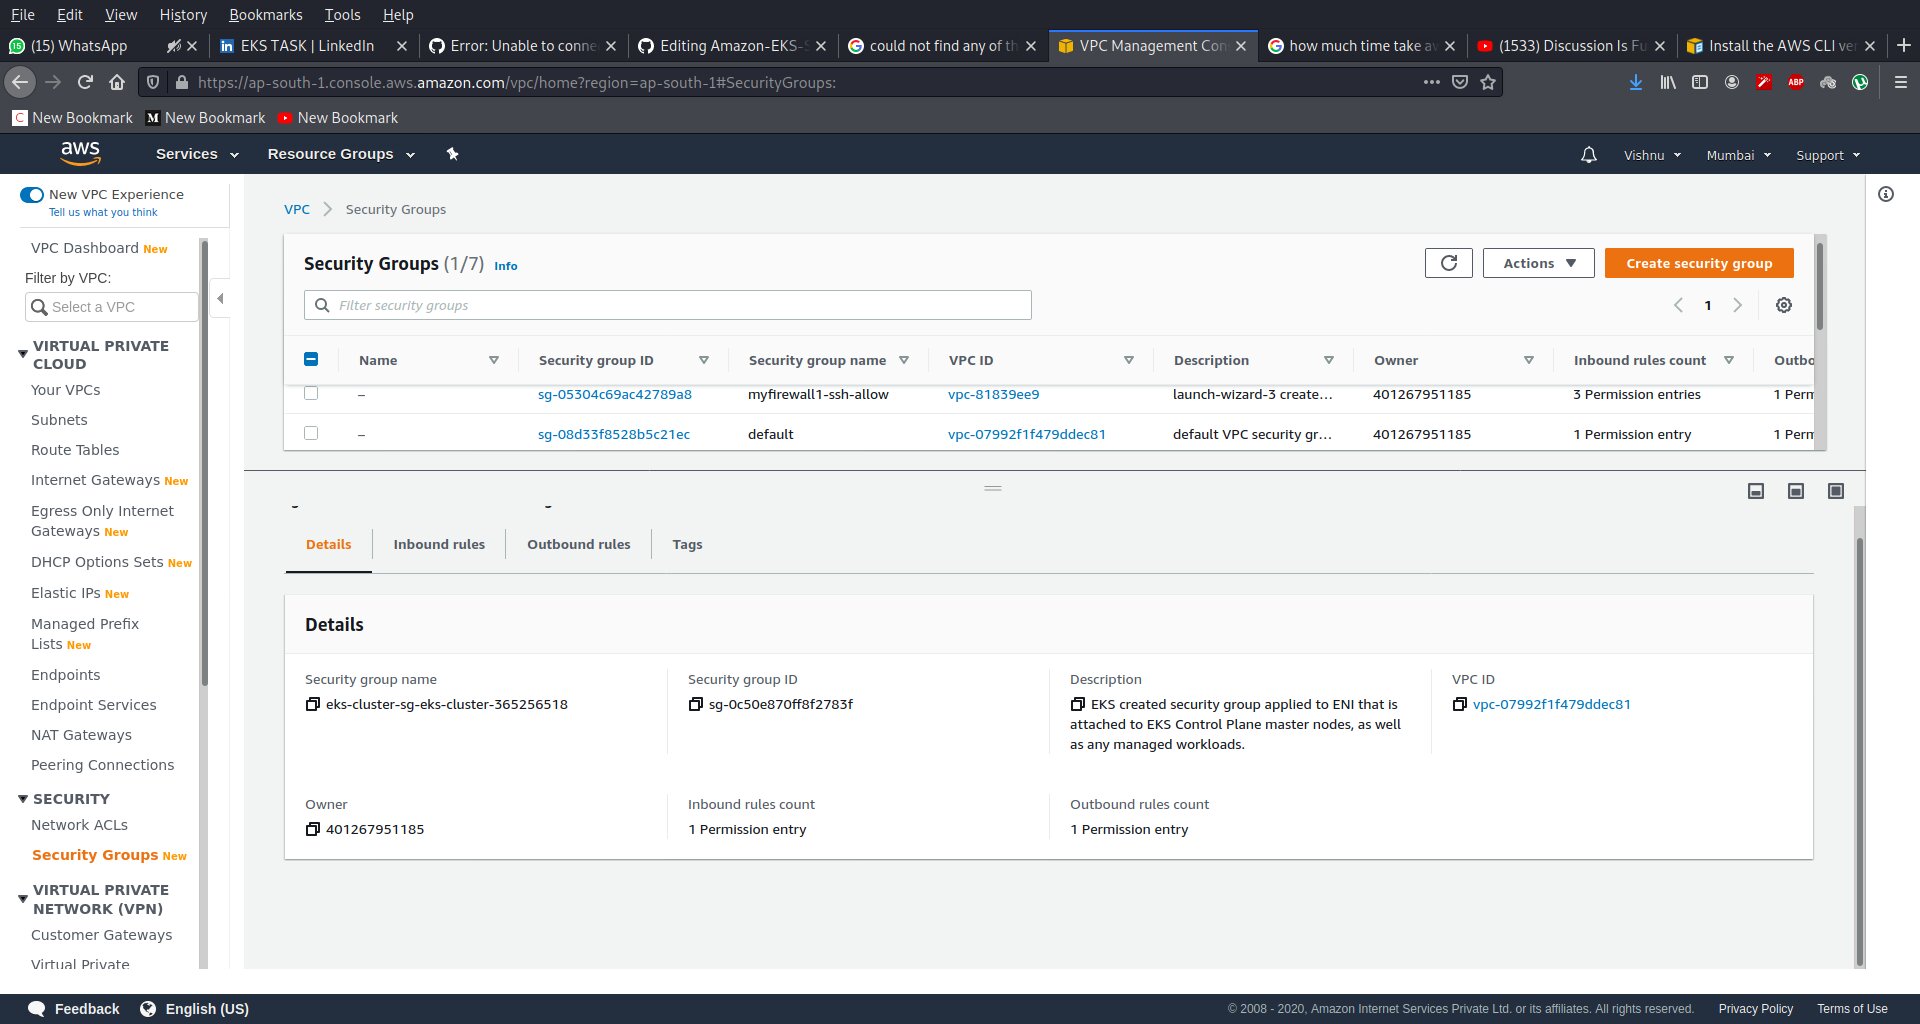 File Edit View History Bookmarks Tools Help
(15) WhatsApp
EKS TASK | LinkedIn
Error: Unable to conne
Editing Amazon-EKS-S
could not find any of th
VPC Management Con
how much time take aw
(1533) Discussion Is Fu
Install the AWS CLI ver
https://ap-south-1.console.aws.amazon.com/vpc/home?region=ap-south-1#SecurityGroups:
ABP
New Bookmark New Bookmark New Bookmark
aws Services Resource Groups Vishnu Mumbai Support
New VPC Experience
Tell us what you think
VPC Dashboard New
Filter by VPC:
Select a VPC
VIRTUAL PRIVATE
CLOUD
Your VPCs
Subnets
Route Tables
Internet Gateways New
Egress Only Internet
Gateways New
DHCP Options Sets New
Elastic IPs New
Managed Prefix
Lists New
Endpoints
Endpoint Services
NAT Gateways
Peering Connections
SECURITY
Network ACLs
Security Groups New
VIRTUAL PRIVATE
NETWORK (VPN)
Customer Gateways
Virtual Private
VPC Security Groups
Security Groups (1/7) Info
Actions
Create security group
Filter security groups
1
Name Security group ID Security group name VPC ID Description Owner Inbound rules count Outbo
– sg-05304c69ac42789a8 myfirewall1-ssh-allow vpc-81839ee9 launch-wizard-3 create... 401267951185 3 Permission entries 1 Perm
– sg-08d33f8528b5c21ec default vpc-07992f1f479ddec81 default VPC security gr... 401267951185 1 Permission entry 1 Perm
Details Inbound rules Outbound rules Tags
Details
Security group name
eks-cluster-sg-eks-cluster-365256518
Security group ID
sg-0c50e870ff8f2783f
Description
EKS created security group applied to ENI that is
attached to EKS Control Plane master nodes, as well
as any managed workloads.
VPC ID
vpc-07992f1f479ddec81
Owner
401267951185
Inbound rules count
1 Permission entry
Outbound rules count
1 Permission entry
Feedback English (US)
© 2008 - 2020, Amazon Internet Services Private Ltd. or its affiliates. All rights reserved. Privacy Policy Terms of Use